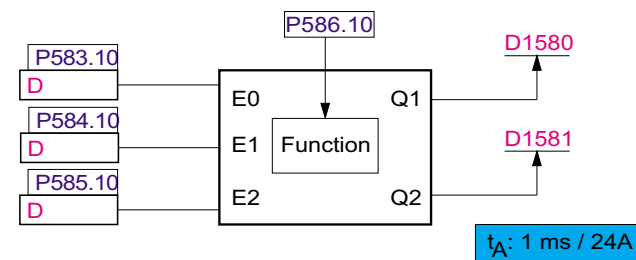 P586.10
P583.10
D
D1580
E0
Q1
P584.10
D
E1
Function
D1581
P585.10
D
E2
Q2
tA: 1 ms / 24A